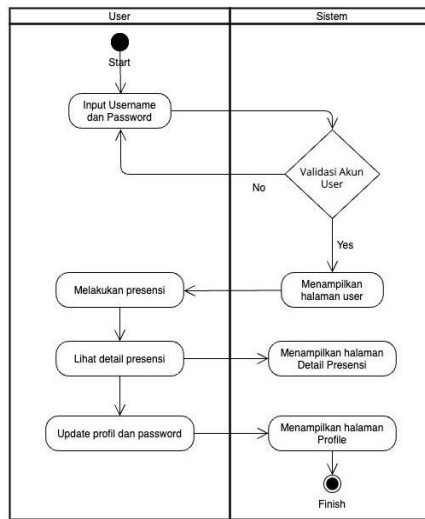 User
Sistem
Start
Input Username
dan Password
Validasi Akun
User
No
Yes
Menampilkan
halaman user
Melakukan presensi
Lihat detail presensi
Menampilkan halaman
Detail Presensi
Update profil dan password
Menampilkan halaman
Profile
Finish